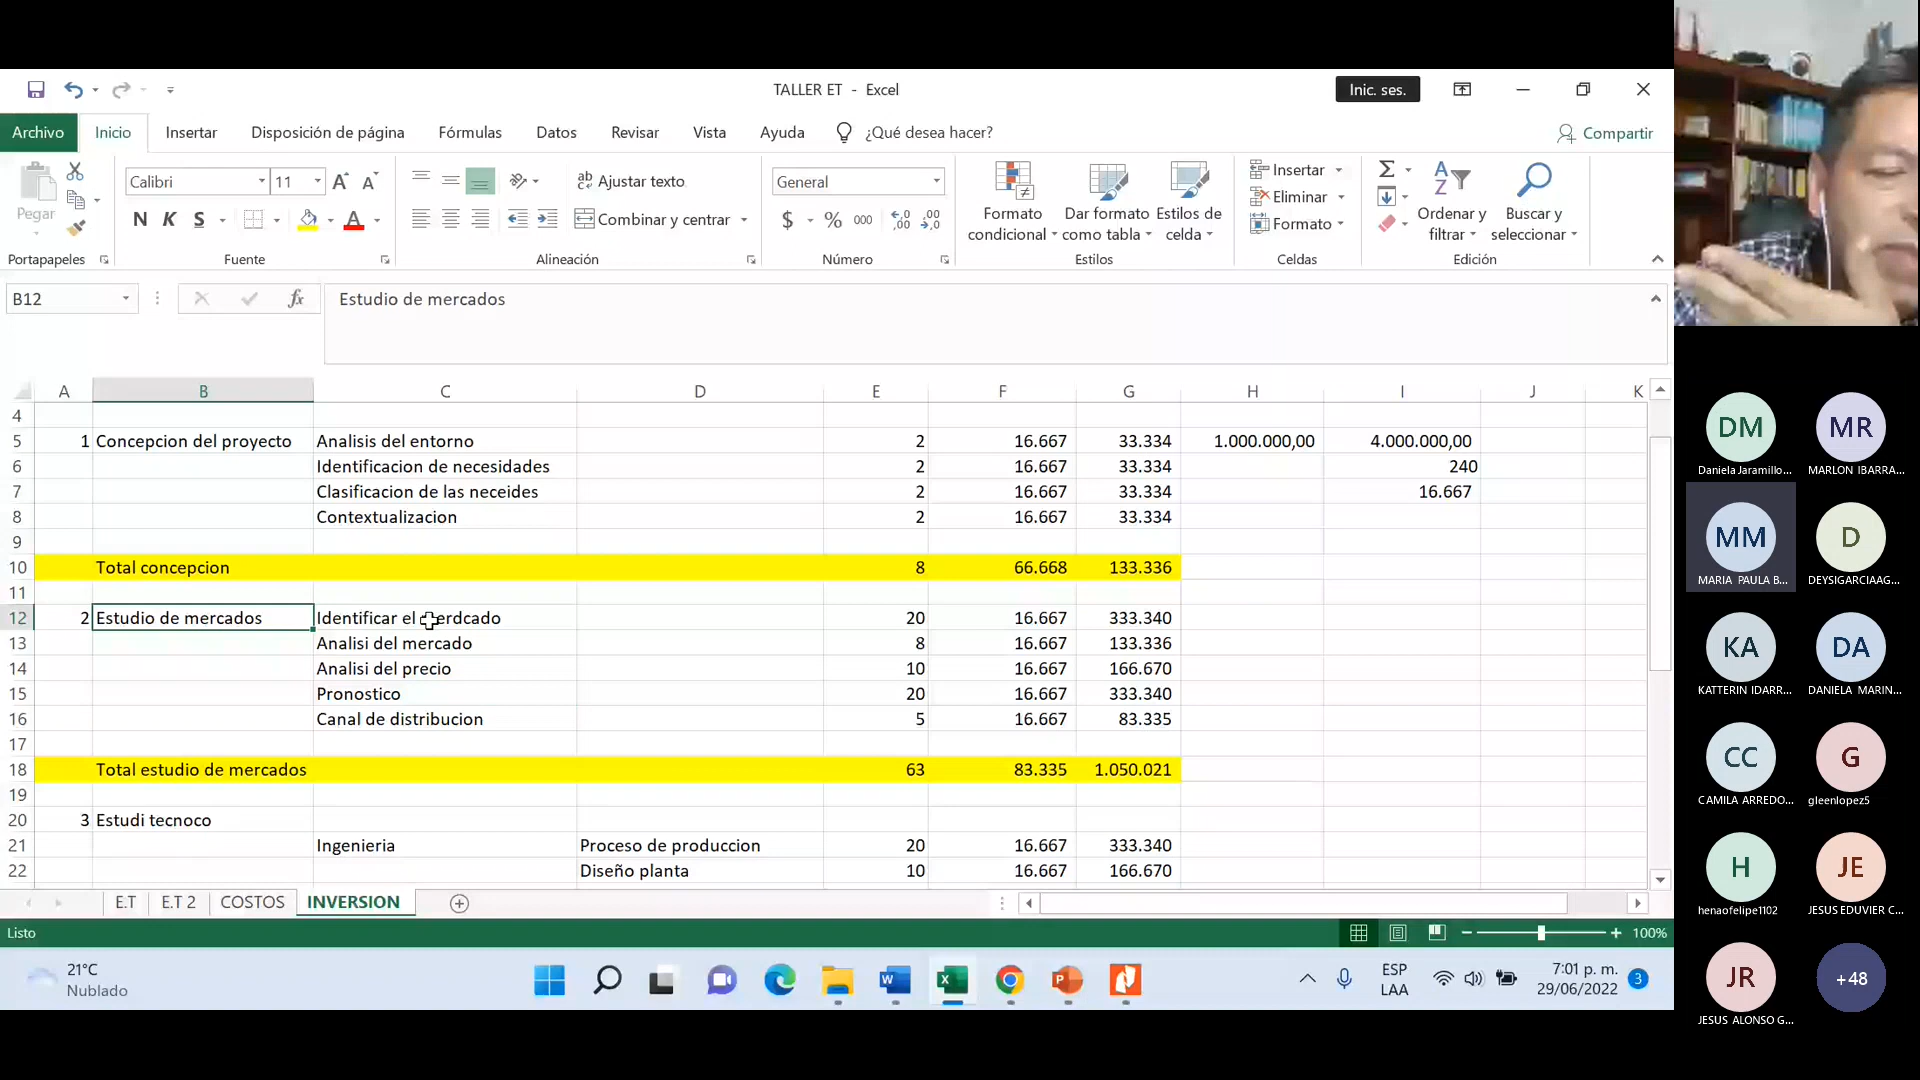 TALLER ET - Excel
Inic. ses.
Archivo Inicio Insertar Disposición de página Fórmulas Datos Revisar Vista Ayuda ¿Qué desea hacer? Compartir
Pegar
Calibri 11
N K S
Ajustar texto
Combinar y centrar
General
$ % 000
Formato condicional
Dar formato como tabla
Estilos de celda
Insertar
Eliminar
Formato
Ordenar y filtrar
Buscar y seleccionar
Portapapeles Fuente Alineación Número Estilos Celdas Edición
B12 fx Estudio de mercados
A B C D E F G H I J K
4
5 1 Concepcion del proyecto Analisis del entorno 2 16.667 33.334 1.000.000,00 4.000.000,00
6 Identificacion de necesidades 2 16.667 33.334 240
7 Clasificacion de las neceides 2 16.667 33.334 16.667
8 Contextualizacion 2 16.667 33.334
9
10 Total concepcion 8 66.668 133.336
11
12 2 Estudio de mercados Identificar el merdcado 20 16.667 333.340
13 Analisi del mercado 8 16.667 133.336
14 Analisi del precio 10 16.667 166.670
15 Pronostico 20 16.667 333.340
16 Canal de distribucion 5 16.667 83.335
17
18 Total estudio de mercados 63 83.335 1.050.021
19
20 3 Estudi tecnoco
21 Ingenieria Proceso de produccion 20 16.667 333.340
22 Diseño planta 10 16.667 166.670
E.T E.T 2 COSTOS INVERSION
Listo 100%
21°C
Nublado
ESP
LAA
7:01 p. m.
29/06/2022
3
DM
Daniela Jaramillo...
MR
MARLON IBARRA...
MM
MARIA PAULA B...
D
DEYSIGARCIAAG...
KA
KATTERIN IDARR...
DA
DANIELA MARIN...
CC
CAMILA ARREDO...
G
gleenlopez5
H
henaofelipe1102
JE
JESUS EDUVIER C...
JR
JESUS ALONSO G...
+48